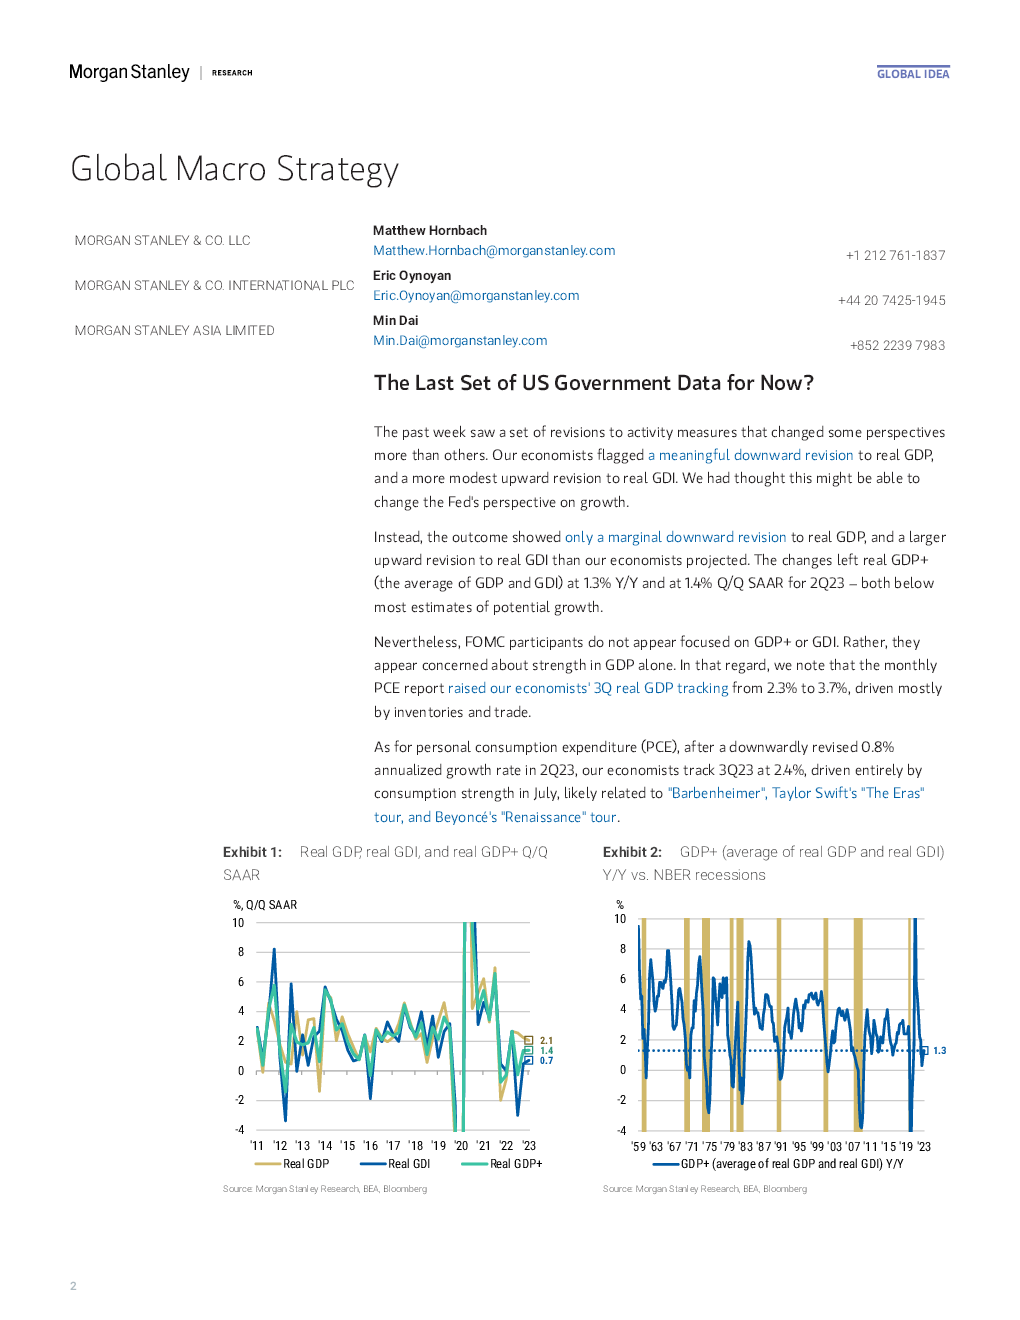 Morgan Stanley | RESEARCH
GLOBAL IDEA
Global Macro Strategy
MORGAN STANLEY & CO. LLC
Matthew Hornbach
Matthew.Hornbach@morganstanley.com
+1 212 761-1837
MORGAN STANLEY & CO. INTERNATIONAL PLC
Eric Oynoyan
Eric.Oynoyan@morganstanley.com
+44 20 7425-1945
MORGAN STANLEY ASIA LIMITED
Min Dai
Min.Dai@morganstanley.com
+852 2239 7983
The Last Set of US Government Data for Now?
The past week saw a set of revisions to activity measures that changed some perspectives
more than others. Our economists flagged a meaningful downward revision to real GDP,
and a more modest upward revision to real GDI. We had thought this might be able to
change the Fed's perspective on growth.
Instead, the outcome showed only a marginal downward revision to real GDP, and a larger
upward revision to real GDI than our economists projected. The changes left real GDP+
(the average of GDP and GDI) at 1.3% Y/Y and at 1.4% Q/Q SAAR for 2Q23 – both below
most estimates of potential growth.
Nevertheless, FOMC participants do not appear focused on GDP+ or GDI. Rather, they
appear concerned about strength in GDP alone. In that regard, we note that the monthly
PCE report raised our economists' 3Q real GDP tracking from 2.3% to 3.7%, driven mostly
by inventories and trade.
As for personal consumption expenditure (PCE), after a downwardly revised 0.8%
annualized growth rate in 2Q23, our economists track 3Q23 at 2.4%, driven entirely by
consumption strength in July, likely related to "Barbenheimer", Taylor Swift's "The Eras"
tour, and Beyoncé's "Renaissance" tour.
Exhibit 1: Real GDP, real GDI, and real GDP+ Q/Q
SAAR
%, Q/Q SAAR
10
8
6
4
2
0
-2
-4
2.1
1.4
0.7
'11 '12 '13 '14 '15 '16 '17 '18 '19 '20 '21 '22 '23
Real GDP Real GDI Real GDP+
Source: Morgan Stanley Research, BEA, Bloomberg
Exhibit 2: GDP+ (average of real GDP and real GDI)
Y/Y vs. NBER recessions
%
10
8
6
4
2
0
-2
-4
1.3
'59 '63 '67 '71 '75 '79 '83 '87 '91 '95 '99 '03 '07 '11 '15 '19 '23
GDP+ (average of real GDP and real GDI) Y/Y
Source: Morgan Stanley Research, BEA, Bloomberg
2